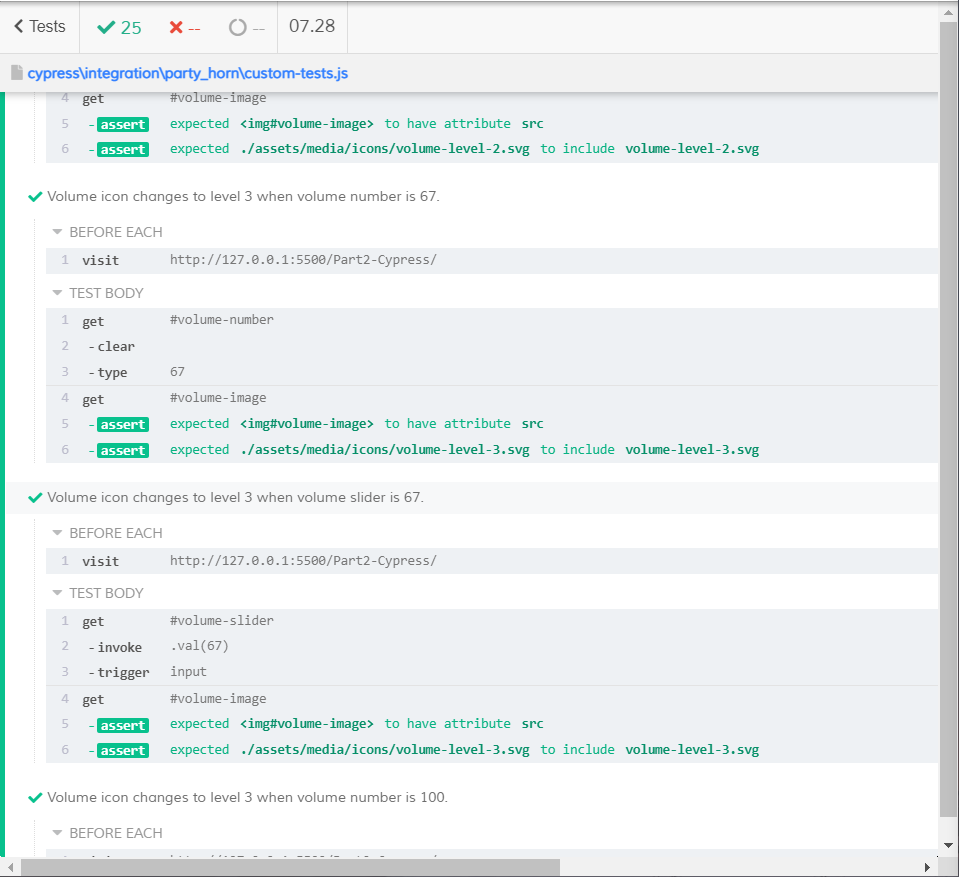 Tests 25 -- -- 07.28
cypress\integration\party_horn\custom-tests.js
4 get #volume-image
5 -assert expected <img#volume-image> to have attribute src
6 -assert expected ./assets/media/icons/volume-level-2.svg to include volume-level-2.svg
Volume icon changes to level 3 when volume number is 67.
BEFORE EACH
1 visit http://127.0.0.1:5500/Part2-Cypress/
TEST BODY
1 get #volume-number
2 -clear
3 -type 67
4 get #volume-image
5 -assert expected <img#volume-image> to have attribute src
6 -assert expected ./assets/media/icons/volume-level-3.svg to include volume-level-3.svg
Volume icon changes to level 3 when volume slider is 67.
BEFORE EACH
1 visit http://127.0.0.1:5500/Part2-Cypress/
TEST BODY
1 get #volume-slider
2 -invoke .val(67)
3 -trigger input
4 get #volume-image
5 -assert expected <img#volume-image> to have attribute src
6 -assert expected ./assets/media/icons/volume-level-3.svg to include volume-level-3.svg
Volume icon changes to level 3 when volume number is 100.
BEFORE EACH